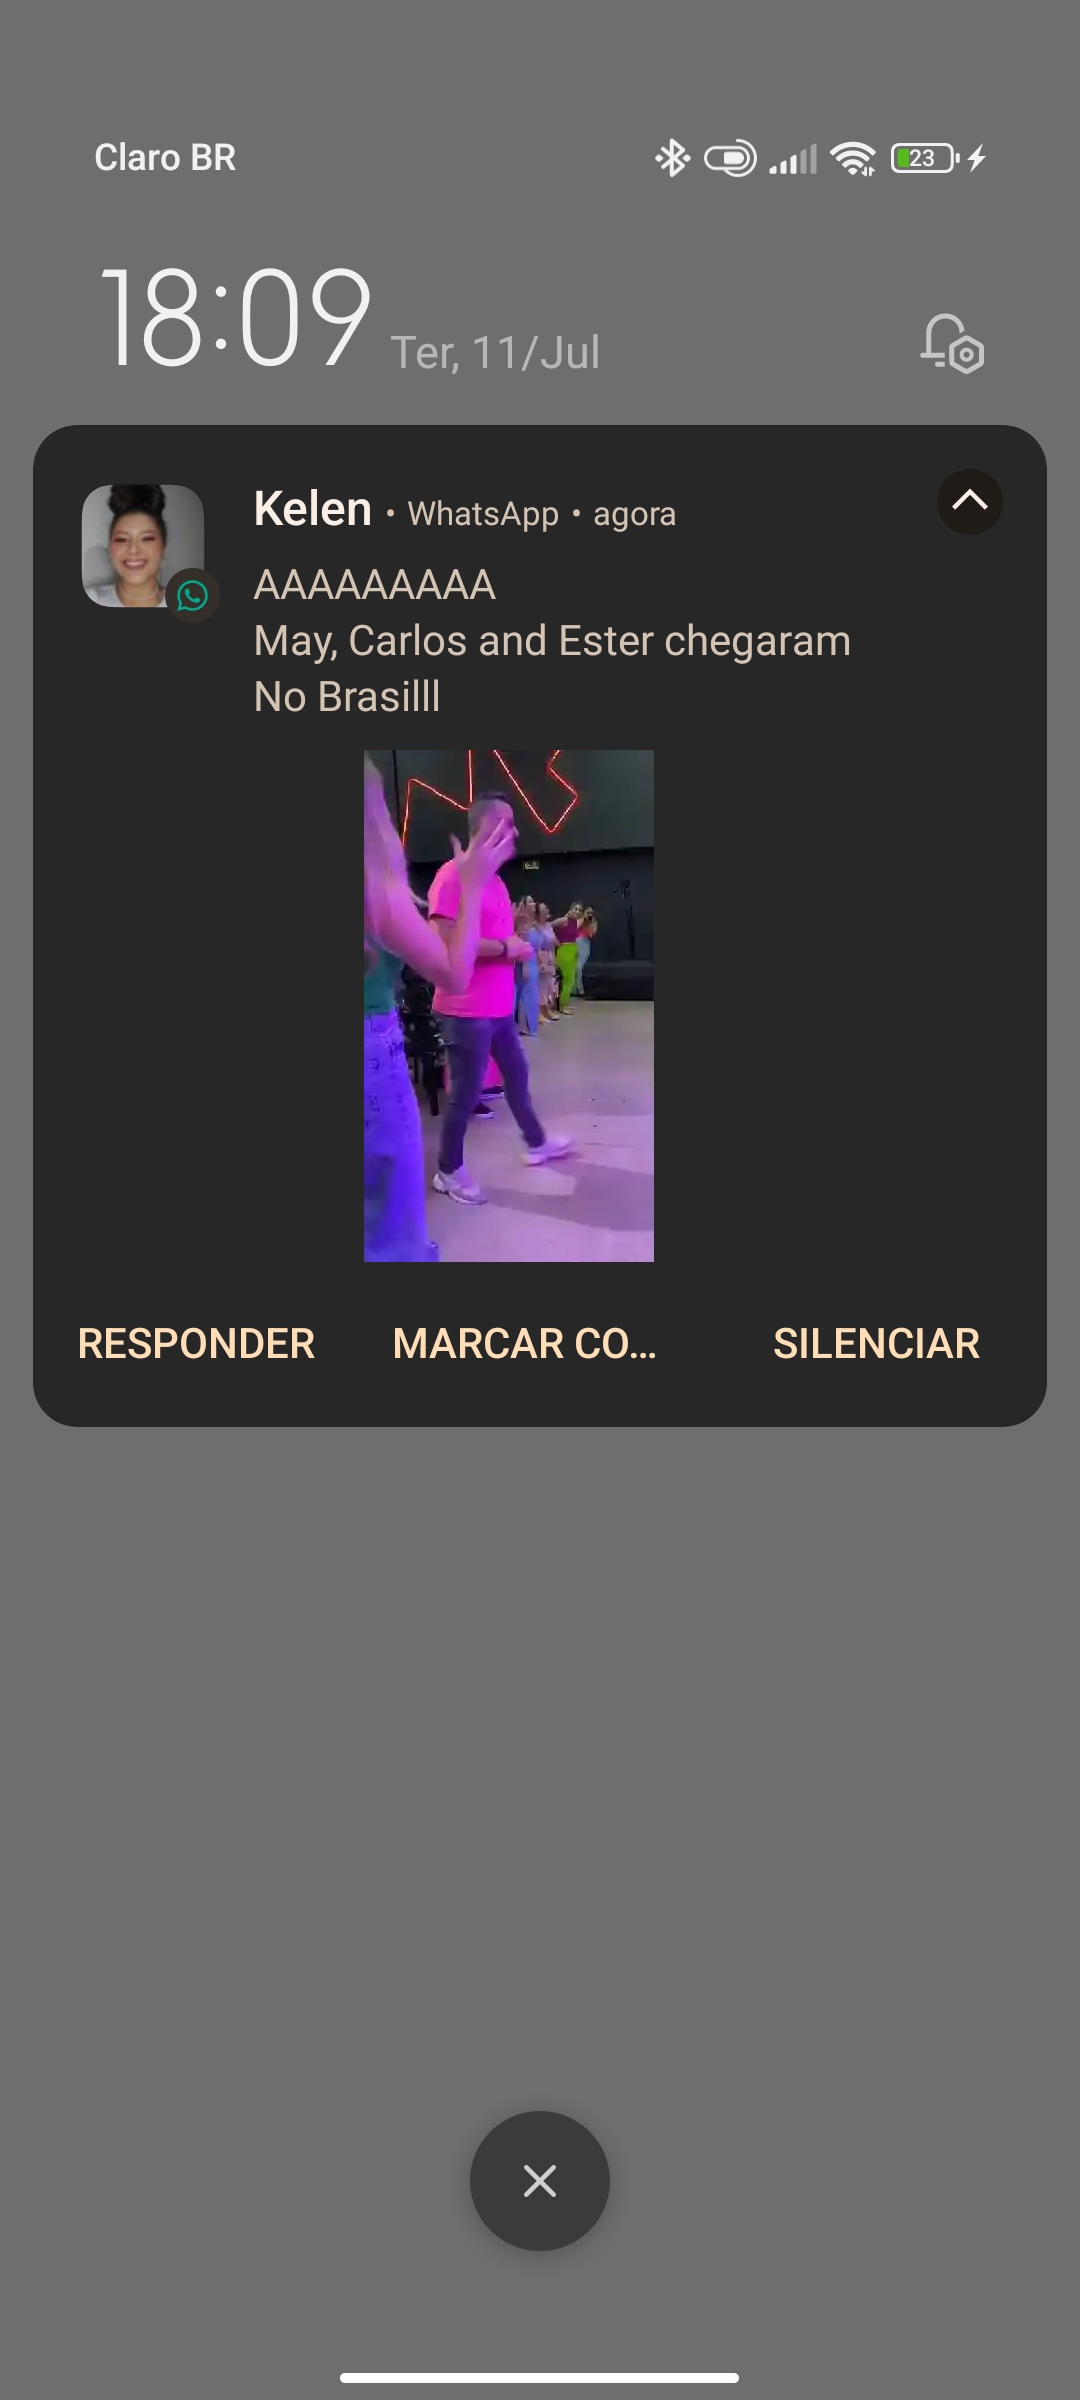 Claro BR
23
18:09 Ter, 11/Jul
Kelen • WhatsApp • agora
AAAAAAAAA
May, Carlos and Ester chegaram
No Brasilll
RESPONDER MARCAR CO... SILENCIAR